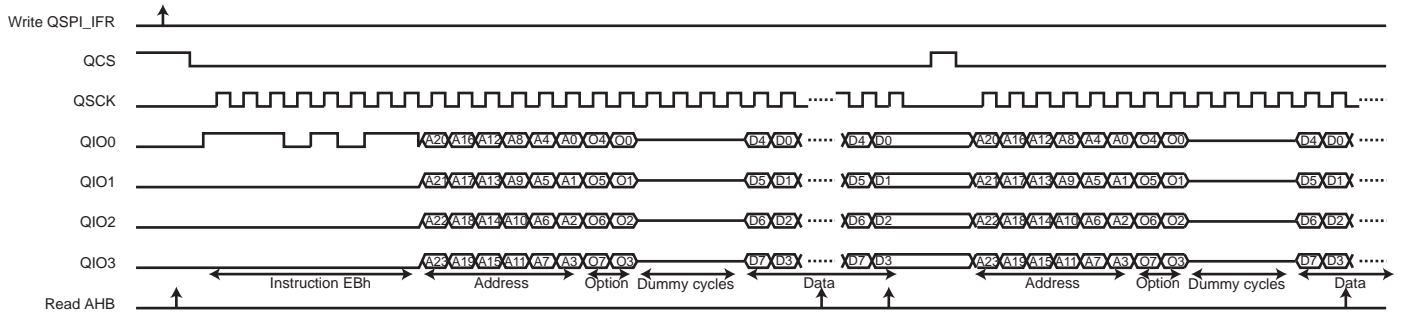 Write QSPI_IFR
QCS
QSCK
QIO0 A20 A16 A12 A8 A4 A0 O4 O0 D4 D0 D4 D0 A20 A16 A12 A8 A4 A0 O4 O0 D4 D0
QIO1 A21 A17 A13 A9 A5 A1 O5 O1 D5 D1 D5 D1 A21 A17 A13 A9 A5 A1 O5 O1 D5 D1
QIO2 A22 A18 A14 A10 A6 A2 O6 O2 D6 D2 D6 D2 A22 A18 A14 A10 A6 A2 O6 O2 D6 D2
QIO3 A23 A19 A15 A11 A7 A3 O7 O3 D7 D3 D7 D3 A23 A19 A15 A11 A7 A3 O7 O3 D7 D3
Instruction EBh Address Option Dummy cycles Data Address Option Dummy cycles Data
Read AHB